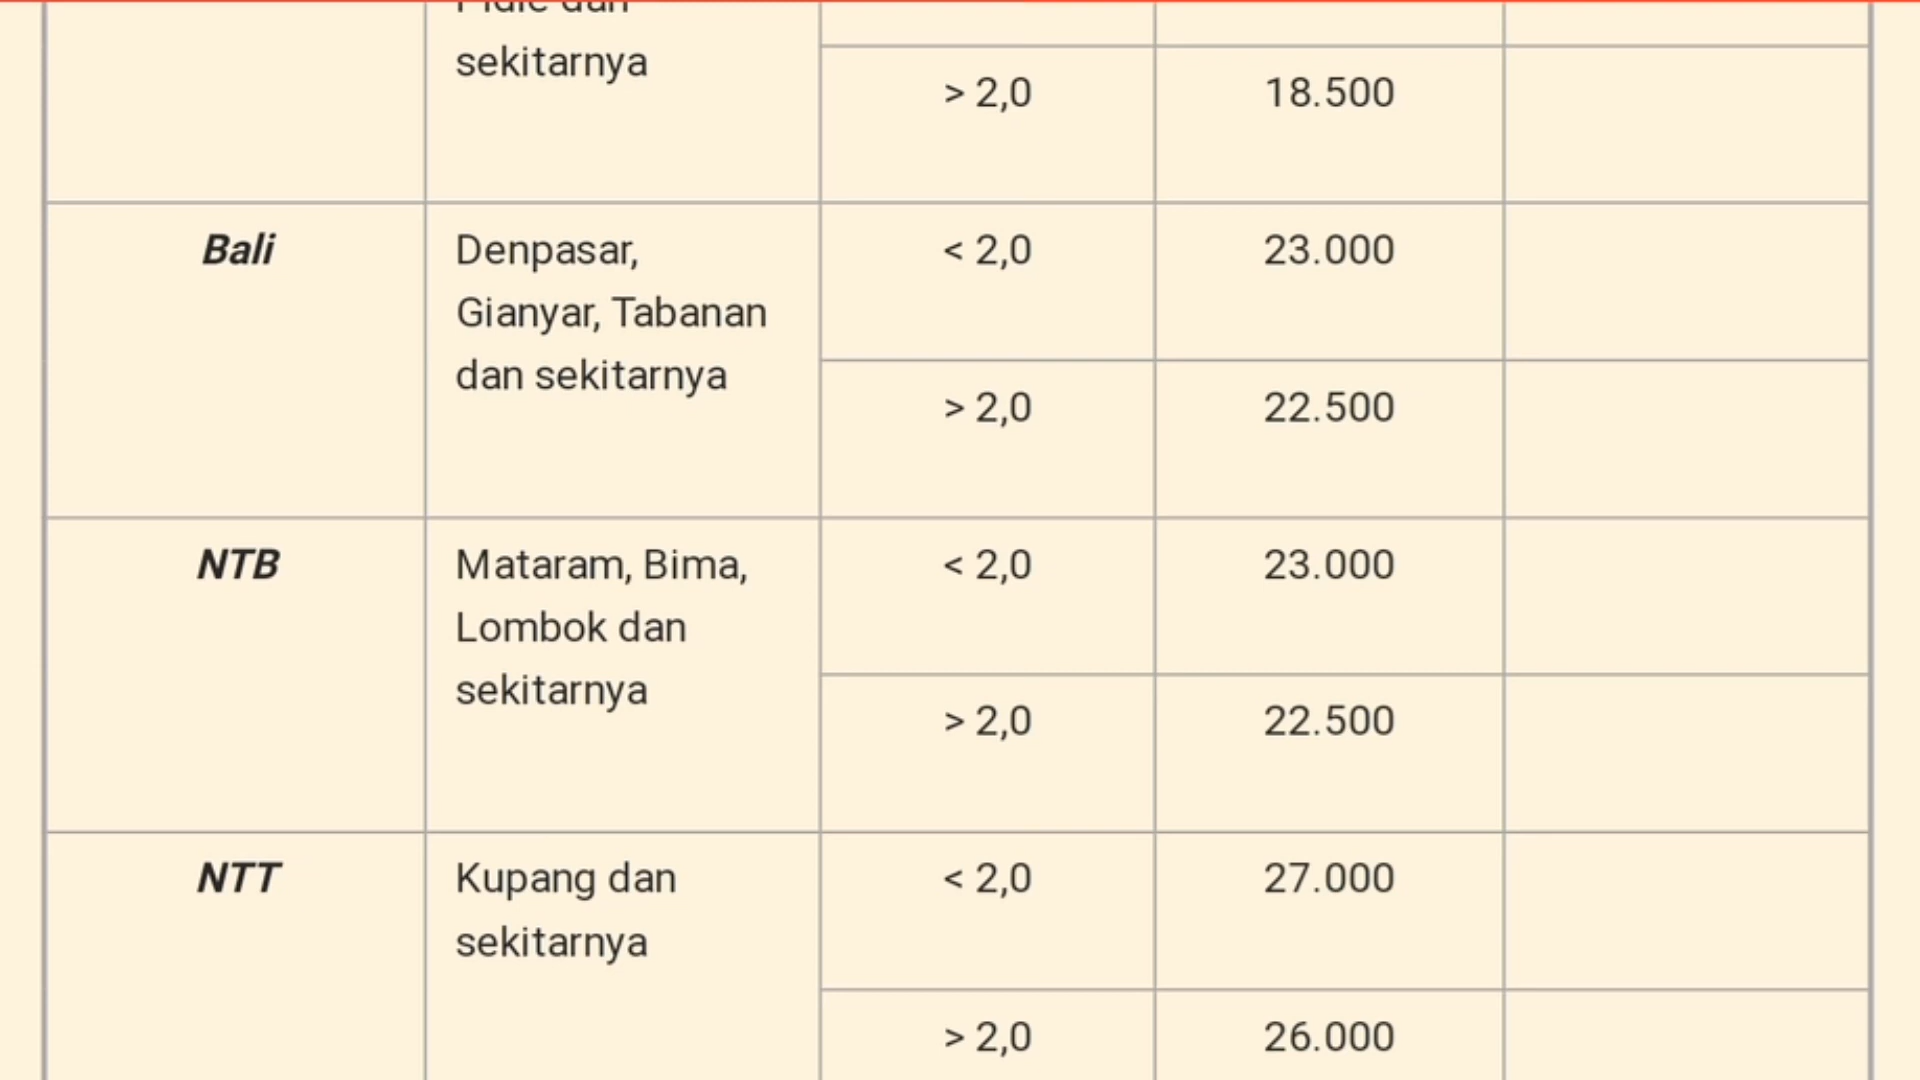 sekitarnya
> 2,0 18.500
Bali Denpasar, < 2,0 23.000
Gianyar, Tabanan
dan sekitarnya
> 2,0 22.500
NTB Mataram, Bima, < 2,0 23.000
Lombok dan
sekitarnya
> 2,0 22.500
NTT Kupang dan < 2,0 27.000
sekitarnya
> 2,0 26.000